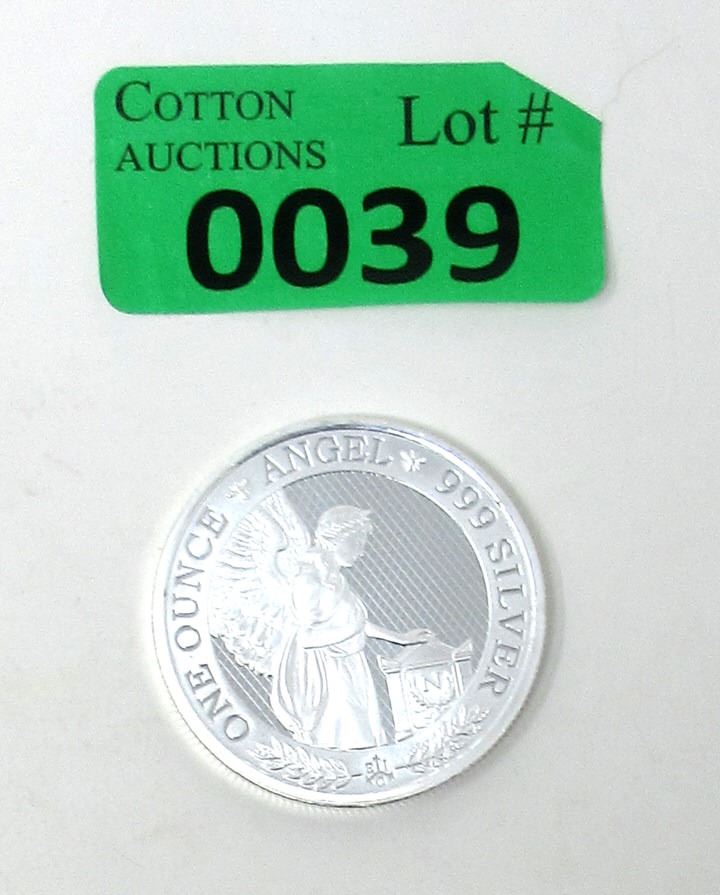 COTTON
AUCTIONS
Lot #
0039
ONE OUNCE ANGEL 999 SILVER
N